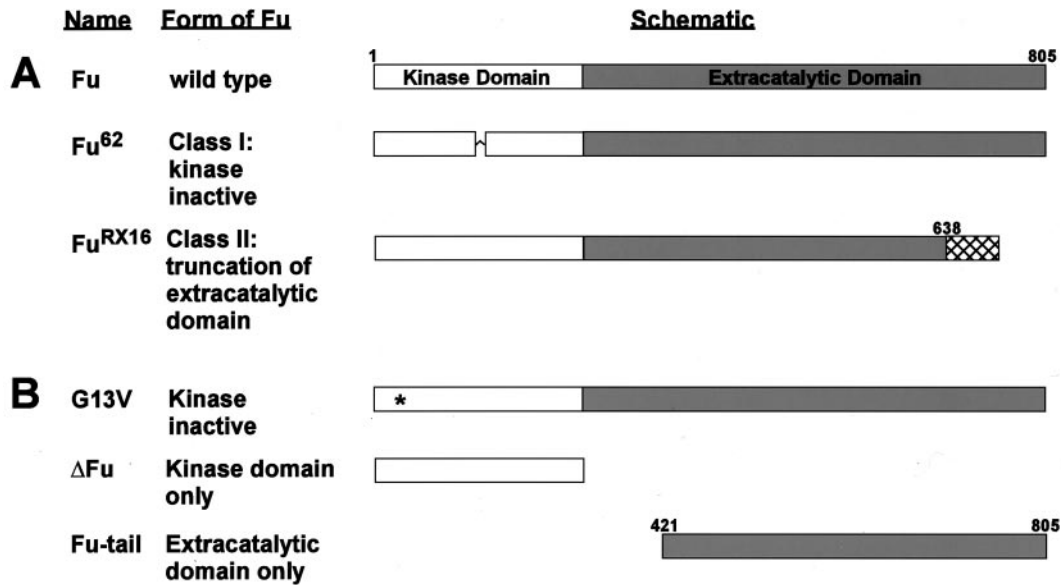 Name Form of Fu Schematic
A
1 805
Fu wild type Kinase Domain Extracatalytic Domain
Fu62 Class I:
kinase
inactive
638
FuRX16 Class II:
truncation of
extracatalytic
domain
B
G13V Kinase *
inactive
ΔFu Kinase domain
only
421 805
Fu-tail Extracatalytic
domain only